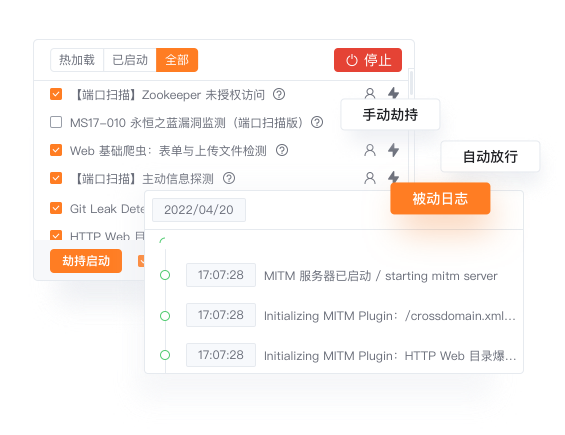 热加载 已启动 全部 停止
【端口扫描】Zookeeper 未授权访问
手动劫持
MS17-010 永恒之蓝漏洞监测（端口扫描版）
自动放行
Web 基础爬虫：表单与上传文件检测
【端口扫描】主动信息探测
被动日志
Git Leak Dete
2022/04/20
HTTP Web 目
劫持启动
17:07:28 MITM 服务器已启动 / starting mitm server
17:07:28 Initializing MITM Plugin：/crossdomain.xml...
17:07:28 Initializing MITM Plugin：HTTP Web 目录爆...